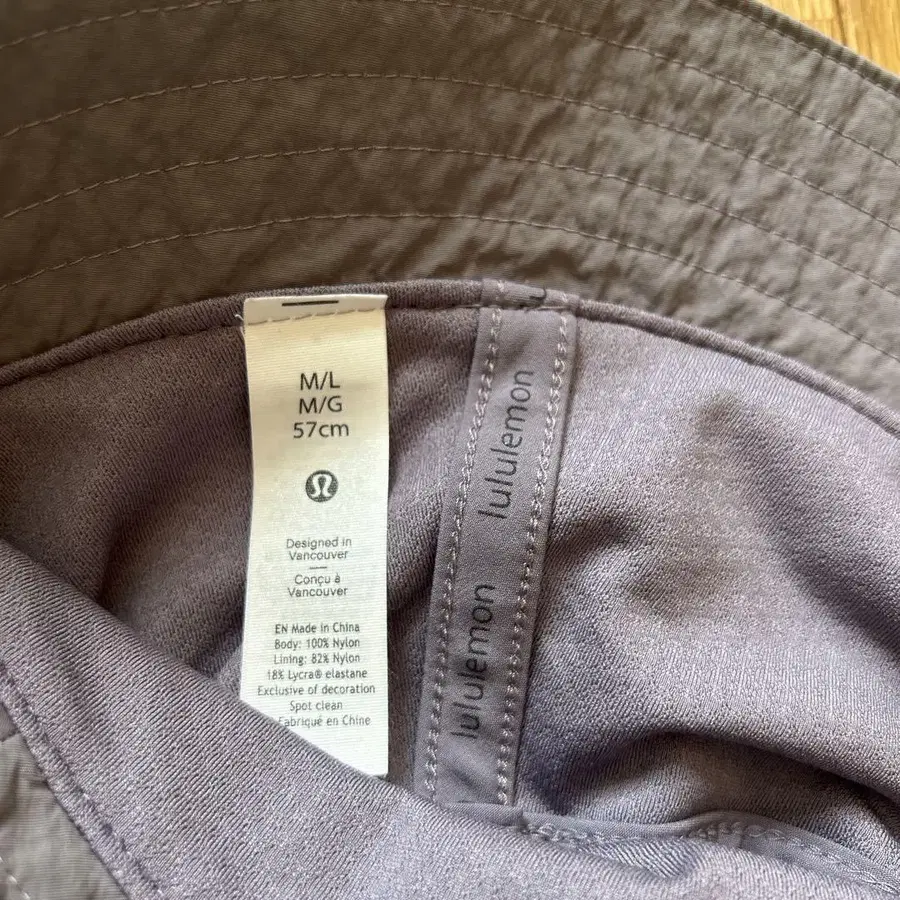 M/L
M/G
57cm
Designed in
Vancouver
Conçu à
Vancouver
EN Made in China
Body: 100% Nylon
Lining: 82% Nylon
18% Lycra® elastane
Exclusive of decoration
Spot clean
Fabriqué en Chine
lululemon
lululemon